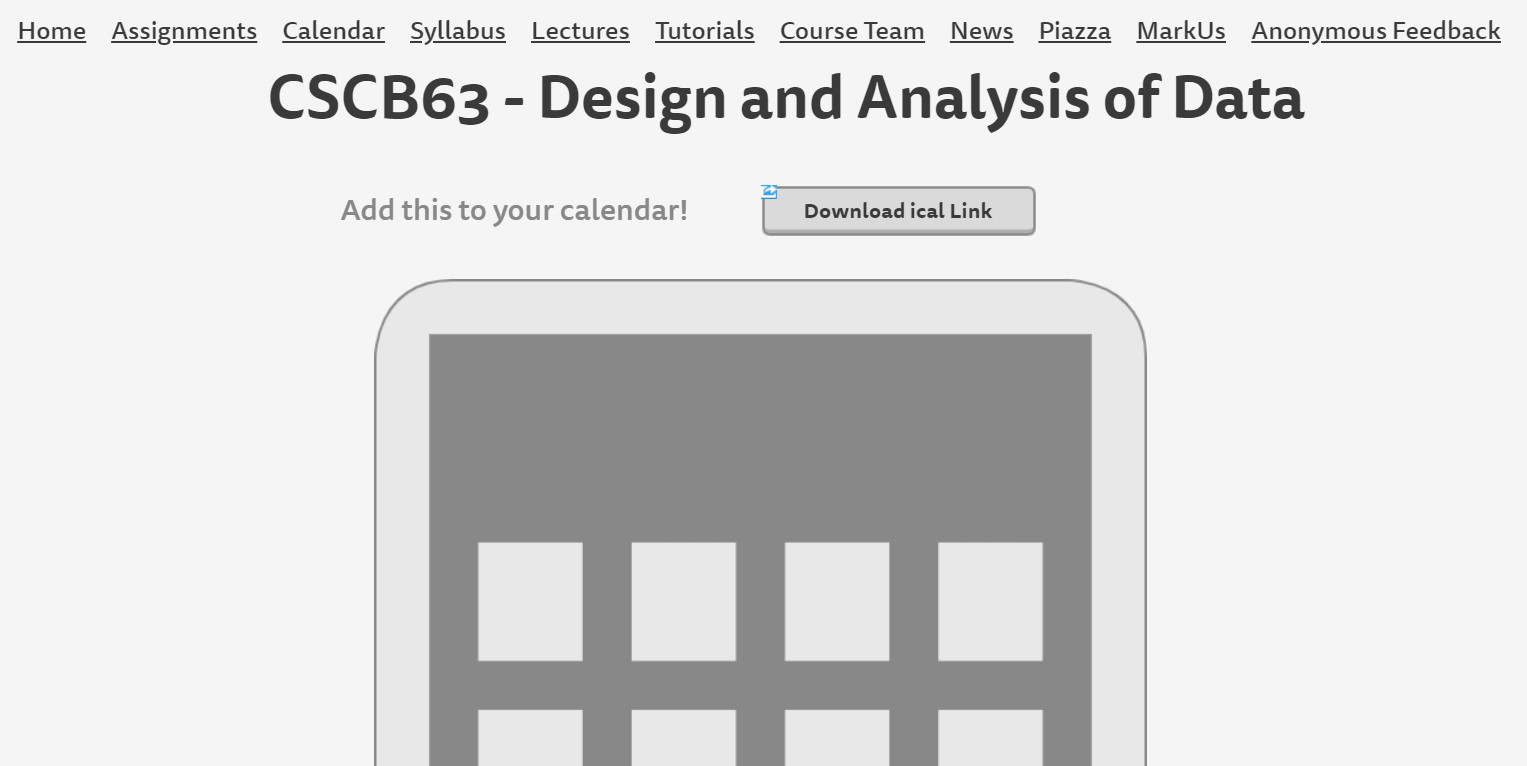 Home Assignments Calendar Syllabus Lectures Tutorials Course Team News Piazza MarkUs Anonymous Feedback
CSCB63 - Design and Analysis of Data
Add this to your calendar! Download ical Link